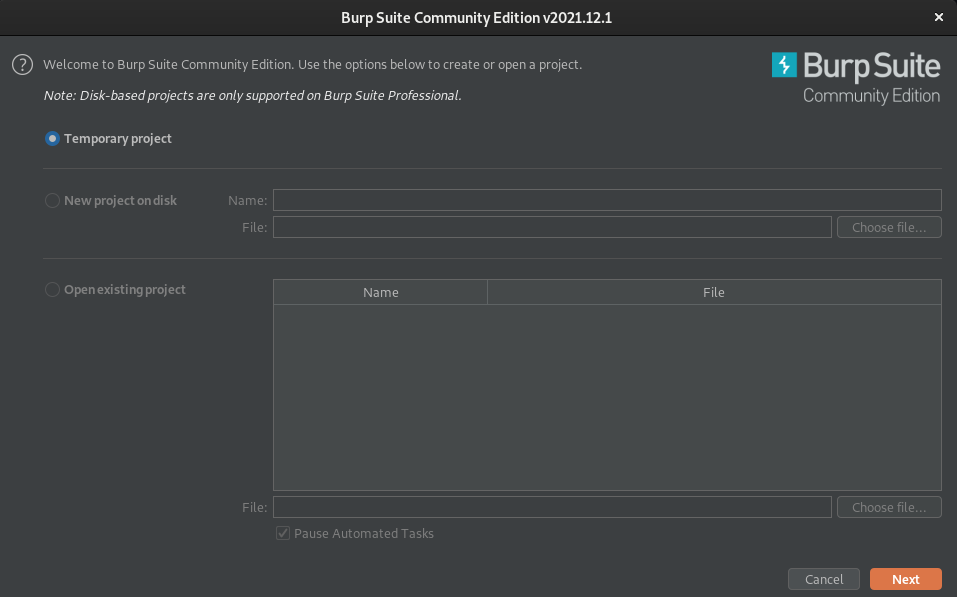 Burp Suite Community Edition v2021.12.1
Welcome to Burp Suite Community Edition. Use the options below to create or open a project.
Note: Disk-based projects are only supported on Burp Suite Professional.
Burp Suite
Community Edition
Temporary project
New project on disk Name:
File: Choose file...
Open existing project
Name File
File: Choose file...
Pause Automated Tasks
Cancel Next